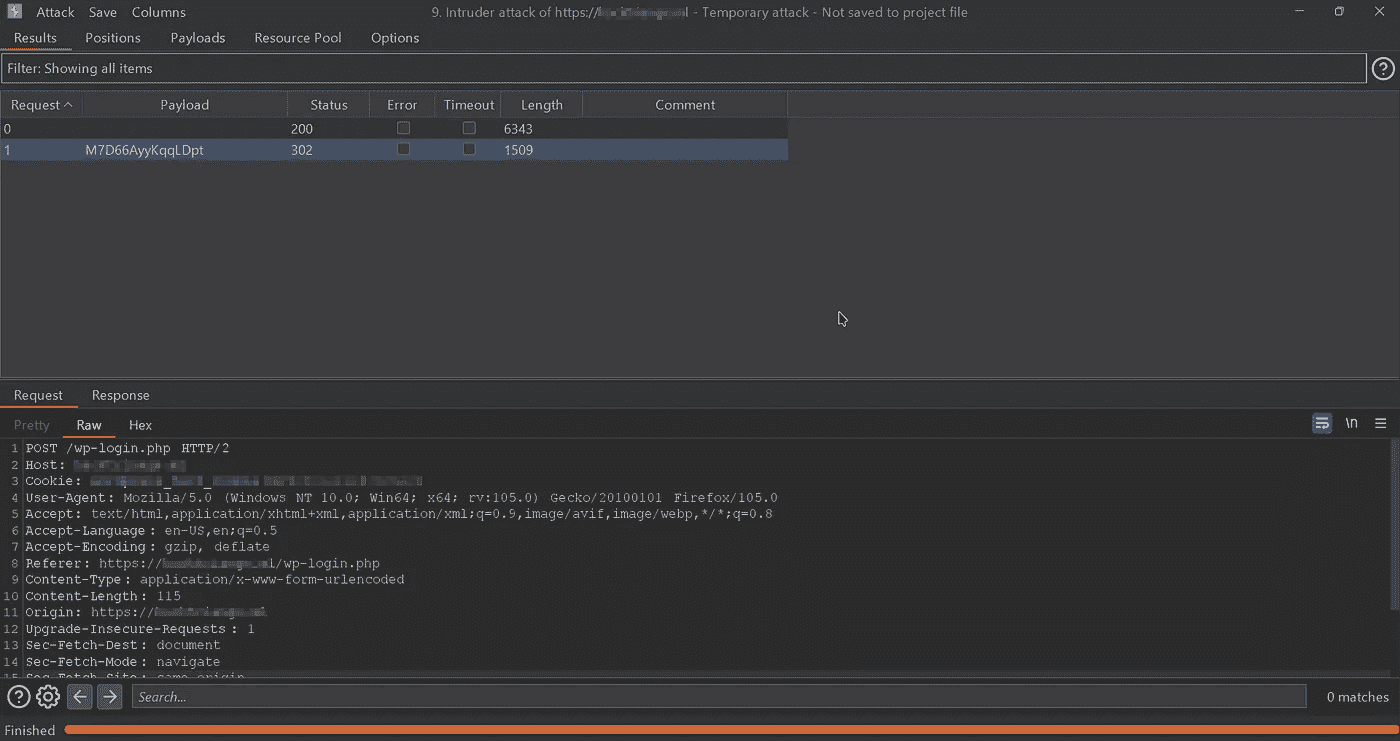 Attack Save Columns 9. Intruder attack of https:// - Temporary attack - Not saved to project file
Results Positions Payloads Resource Pool Options
Filter: Showing all items
Request Payload Status Error Timeout Length Comment
0 200 6343
1 M7D66AyyKqqLDpt 302 1509
Request Response
Pretty Raw Hex
\n
1 POST /wp-login.php HTTP/2
2 Host:
3 Cookie:
4 User-Agent: Mozilla/5.0 (Windows NT 10.0; Win64; x64; rv:105.0) Gecko/20100101 Firefox/105.0
5 Accept: text/html,application/xhtml+xml,application/xml;q=0.9,image/avif,image/webp,*/*;q=0.8
6 Accept-Language: en-US,en;q=0.5
7 Accept-Encoding: gzip, deflate
8 Referer: https:///wp-login.php
9 Content-Type: application/x-www-form-urlencoded
10 Content-Length: 115
11 Origin: https://
12 Upgrade-Insecure-Requests: 1
13 Sec-Fetch-Dest: document
14 Sec-Fetch-Mode: navigate
15 Sec-Fetch-Site: same-origin
Search... 0 matches
Finished